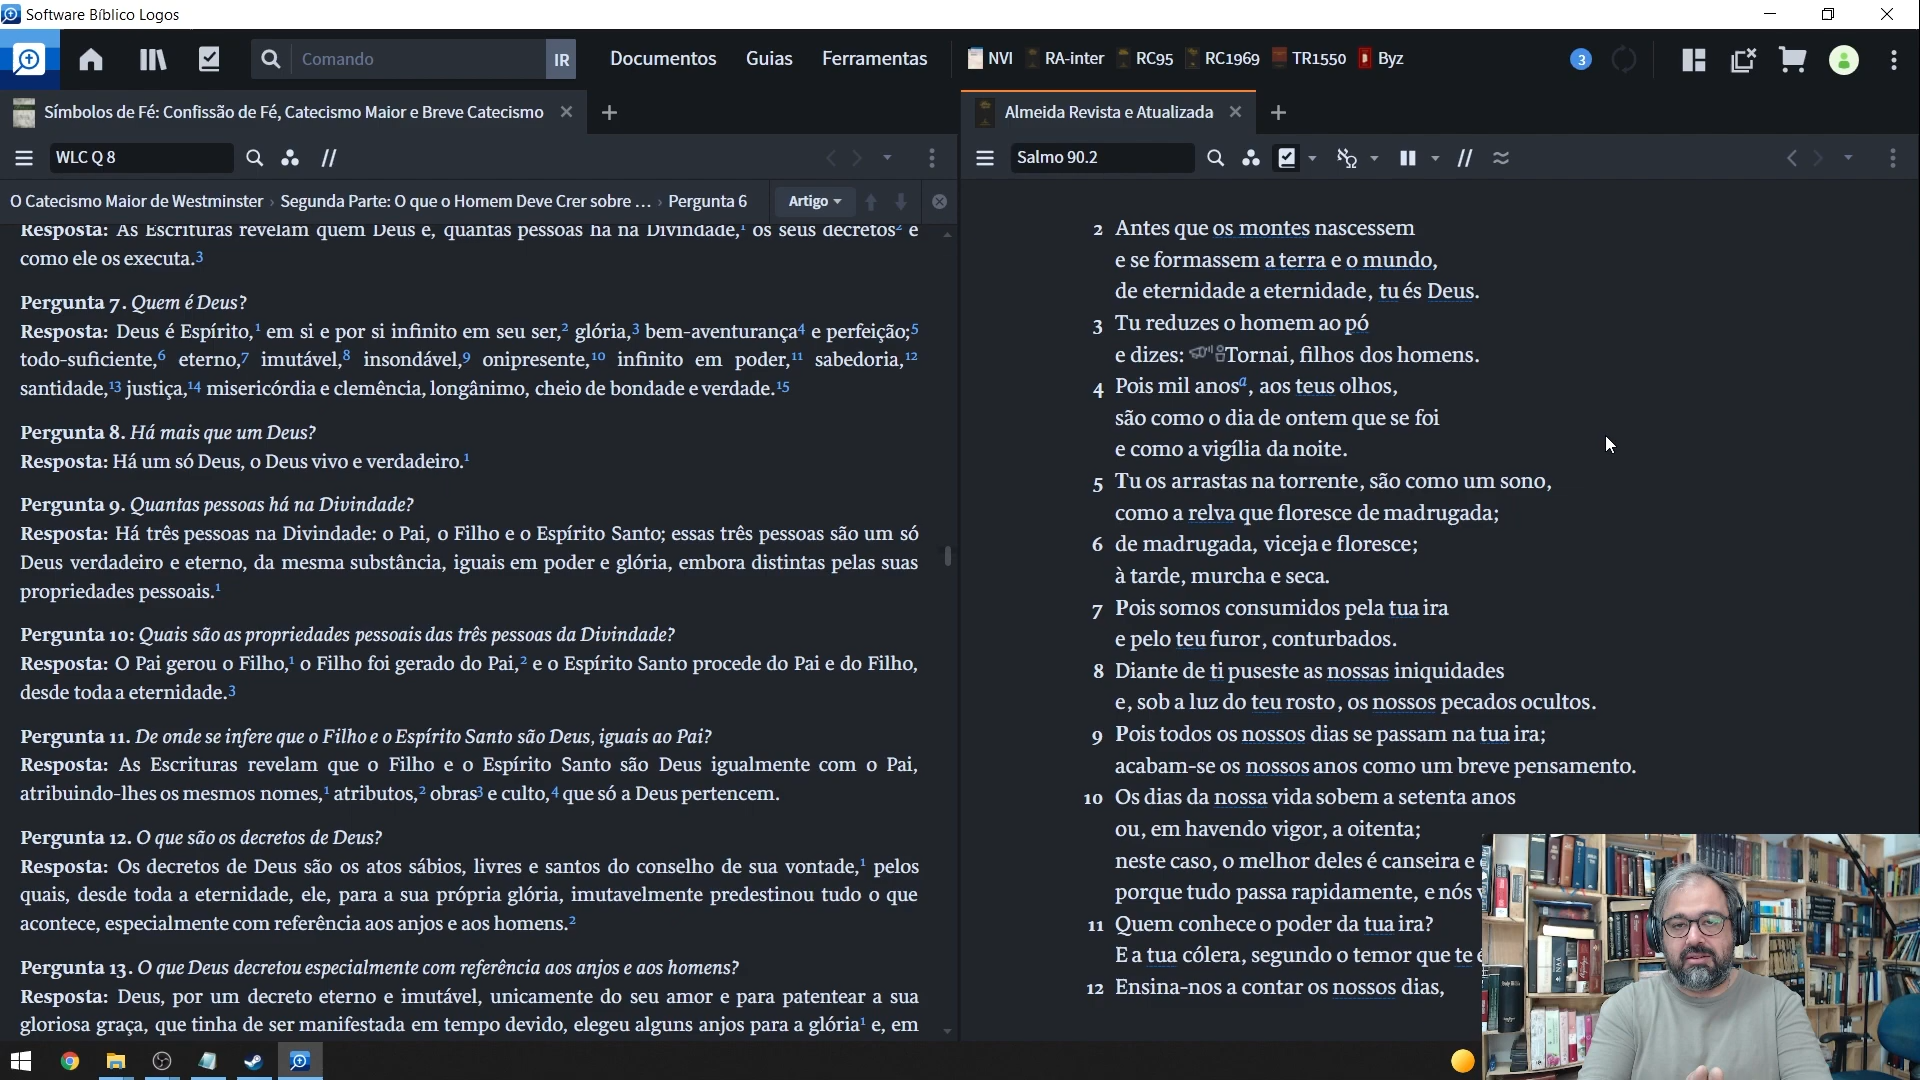 Software Bíblico Logos
Comando
IR
Documentos
Guias
Ferramentas
NVI
RA-inter
RC95
RC1969
TR1550
Byz
3
Símbolos de Fé: Confissão de Fé, Catecismo Maior e Breve Catecismo
WLC Q 8
O Catecismo Maior de Westminster › Segunda Parte: O que o Homem Deve Crer sobre ... › Pergunta 6
Artigo
Resposta: As Escrituras revelam quem Deus é, quantas pessoas há na Divindade,¹ os seus decretos² e
como ele os executa.³
Pergunta 7. Quem é Deus?
Resposta: Deus é Espírito,¹ em si e por si infinito em seu ser,² glória,³ bem-aventurança⁴ e perfeição;⁵
todo-suficiente,⁶ eterno,⁷ imutável,⁸ insondável,⁹ onipresente,¹⁰ infinito em poder,¹¹ sabedoria,¹²
santidade,¹³ justiça,¹⁴ misericórdia e clemência, longânimo, cheio de bondade e verdade.¹⁵
Pergunta 8. Há mais que um Deus?
Resposta: Há um só Deus, o Deus vivo e verdadeiro.¹
Pergunta 9. Quantas pessoas há na Divindade?
Resposta: Há três pessoas na Divindade: o Pai, o Filho e o Espírito Santo; essas três pessoas são um só
Deus verdadeiro e eterno, da mesma substância, iguais em poder e glória, embora distintas pelas suas
propriedades pessoais.¹
Pergunta 10: Quais são as propriedades pessoais das três pessoas da Divindade?
Resposta: O Pai gerou o Filho,¹ o Filho foi gerado do Pai,² e o Espírito Santo procede do Pai e do Filho,
desde toda a eternidade.³
Pergunta 11. De onde se infere que o Filho e o Espírito Santo são Deus, iguais ao Pai?
Resposta: As Escrituras revelam que o Filho e o Espírito Santo são Deus igualmente com o Pai,
atribuindo-lhes os mesmos nomes,¹ atributos,² obras³ e culto,⁴ que só a Deus pertencem.
Pergunta 12. O que são os decretos de Deus?
Resposta: Os decretos de Deus são os atos sábios, livres e santos do conselho de sua vontade,¹ pelos
quais, desde toda a eternidade, ele, para a sua própria glória, imutavelmente predestinou tudo o que
acontece, especialmente com referência aos anjos e aos homens.²
Pergunta 13. O que Deus decretou especialmente com referência aos anjos e aos homens?
Resposta: Deus, por um decreto eterno e imutável, unicamente do seu amor e para patentear a sua
gloriosa graça, que tinha de ser manifestada em tempo devido, elegeu alguns anjos para a glória¹ e, em
Almeida Revista e Atualizada
Salmo 90.2
2 Antes que os montes nascessem
e se formassem a terra e o mundo,
de eternidade a eternidade, tu és Deus.
3 Tu reduzes o homem ao pó
e dizes: Tornai, filhos dos homens.
4 Pois mil anosᵃ, aos teus olhos,
são como o dia de ontem que se foi
e como a vigília da noite.
5 Tu os arrastas na torrente, são como um sono,
como a relva que floresce de madrugada;
6 de madrugada, viceja e floresce;
à tarde, murcha e seca.
7 Pois somos consumidos pela tua ira
e pelo teu furor, conturbados.
8 Diante de ti puseste as nossas iniquidades
e, sob a luz do teu rosto, os nossos pecados ocultos.
9 Pois todos os nossos dias se passam na tua ira;
acabam-se os nossos anos como um breve pensamento.
10 Os dias da nossa vida sobem a setenta anos
ou, em havendo vigor, a oitenta;
neste caso, o melhor deles é canseira e
porque tudo passa rapidamente, e nós
11 Quem conhece o poder da tua ira?
E a tua cólera, segundo o temor que te
12 Ensina-nos a contar os nossos dias,
NAA